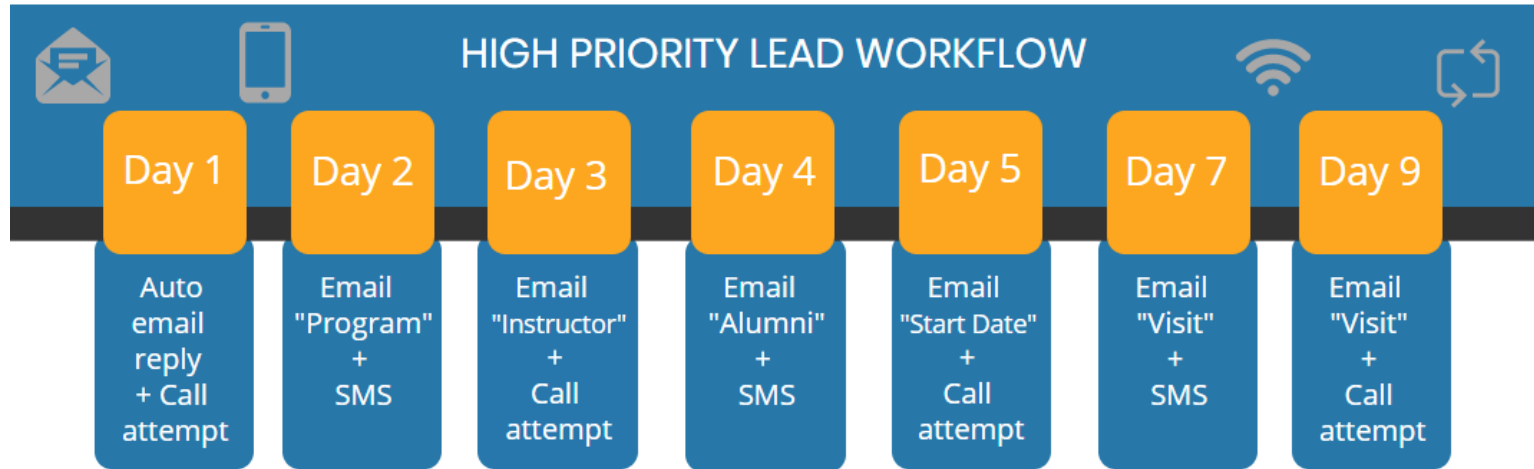 HIGH PRIORITY LEAD WORKFLOW
Day 1
Auto
email
reply
+ Call
attempt
Day 2
Email
"Program"
+
SMS
Day 3
Email
"Instructor"
+
Call
attempt
Day 4
Email
"Alumni"
+
SMS
Day 5
Email
"Start Date"
+
Call
attempt
Day 7
Email
"Visit"
+
SMS
Day 9
Email
"Visit"
+
Call
attempt